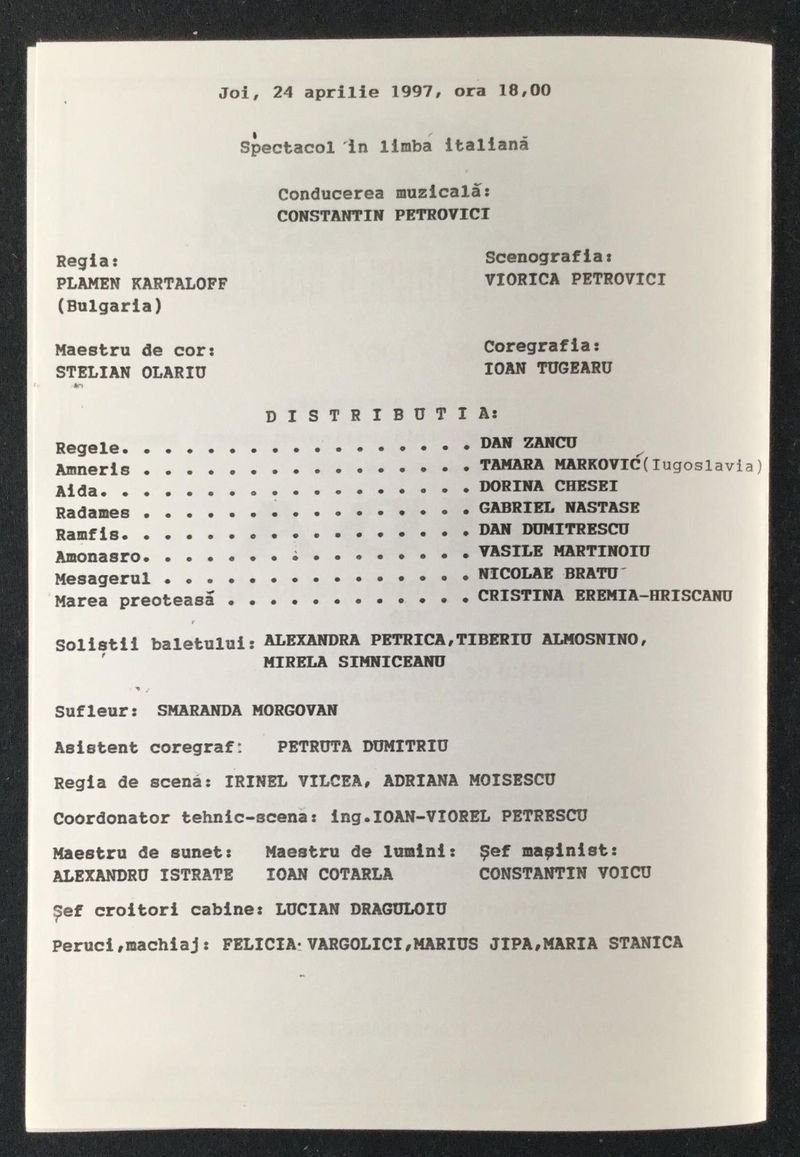 Joi, 24 aprilie 1997, ora 18,00
Spectacol in limba italiană
Conducerea muzicală:
CONSTANTIN PETROVICI
Regia:
PLAMEN KARTALOFF
(Bulgaria)
Scenografia:
VIORICA PETROVICI
Maestru de cor:
STELIAN OLARIU
Coregrafia:
IOAN TUGEARU
D I S T R I B U T I A:
Regele. . . . . . . . . . . . . . . . . DAN ZANCU
Amneris . . . . . . . . . . . . . . . . TAMARA MARKOVIĆ(Iugoslavia)
Aida. . . . . . . . . . . . . . . . . . DORINA CHESEI
Radames . . . . . . . . . . . . . . . . GABRIEL NASTASE
Ramfis. . . . . . . . . . . . . . . . . DAN DUMITRESCU
Amonasro. . . . . . . . . . . . . . . . VASILE MARTINOIU
Mesagerul . . . . . . . . . . . . . . . NICOLAE BRATU
Marea preoteasă . . . . . . . . . . . . CRISTINA EREMIA-HRISCANU
Soliştii baletului: ALEXANDRA PETRICA,TIBERIU ALMOSNINO,
MIRELA SIMNICEANU
Sufleur: SMARANDA MORGOVAN
Asistent coregraf: PETRUTA DUMITRIU
Regia de scenă: IRINEL VILCEA, ADRIANA MOISESCU
Coordonator tehnic-scenă: ing.IOAN-VIOREL PETRESCU
Maestru de sunet: Maestru de lumini: Şef maşinist:
ALEXANDRU ISTRATE IOAN COTARLA CONSTANTIN VOICU
Şef croitori cabine: LUCIAN DRAGULOIU
Peruci,machiaj: FELICIA VARGOLICI,MARIUS JIPA,MARIA STANICA